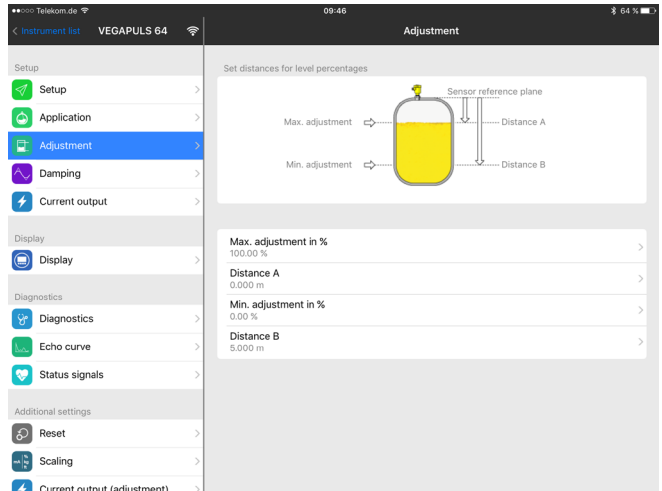 Telekom.de
09:46
64 %
Instrument list
VEGAPULS 64
Adjustment
Setup
Setup
Application
Adjustment
Damping
Current output
Display
Display
Diagnostics
Diagnostics
Echo curve
Status signals
Additional settings
Reset
Scaling
Current output (adjustment)
Set distances for level percentages
Sensor reference plane
Max. adjustment
Distance A
Min. adjustment
Distance B
Max. adjustment in %
100.00 %
Distance A
0.000 m
Min. adjustment in %
0.00 %
Distance B
5.000 m